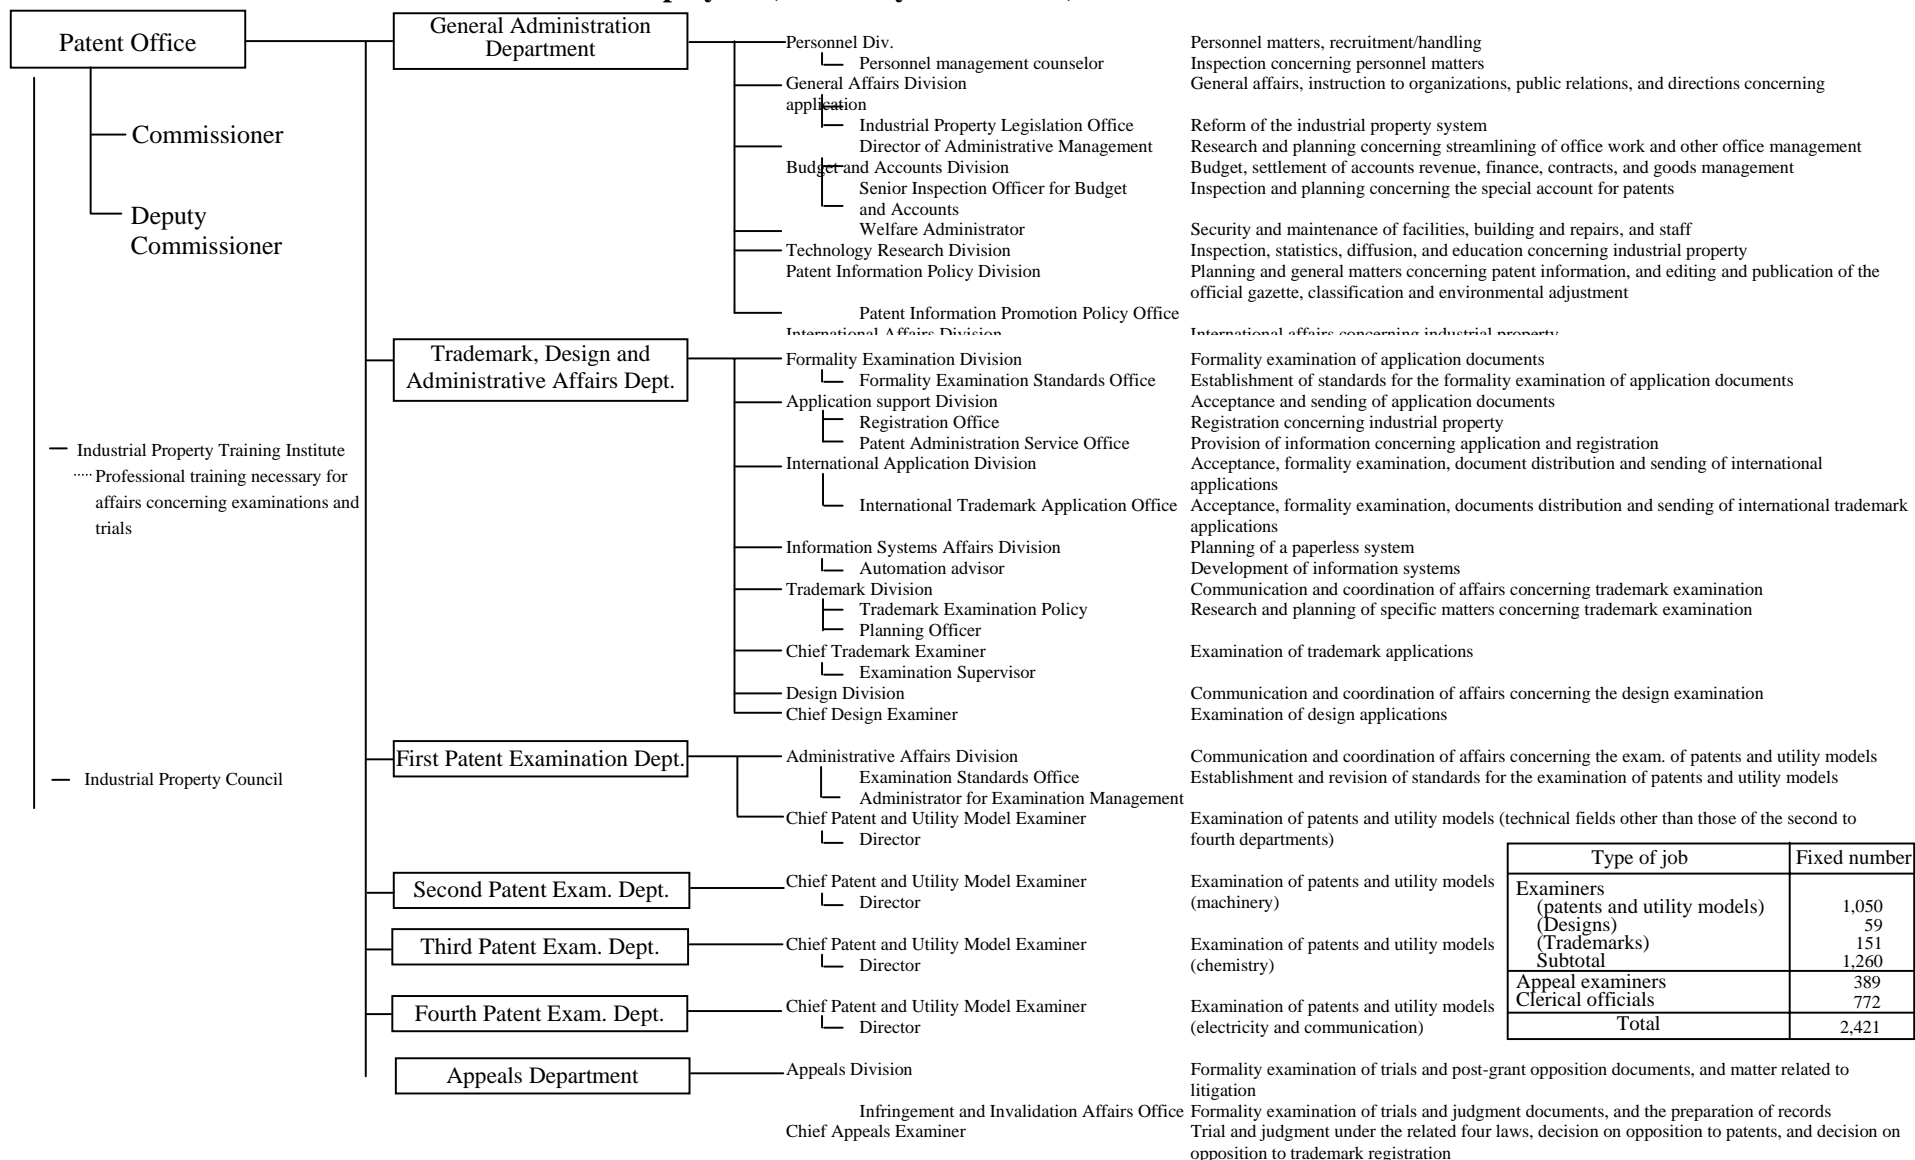 Patent Office
Commissioner
Deputy
Commissioner
Industrial Property Training Institute
Professional training necessary for
affairs concerning examinations and
trials
Industrial Property Council
General Administration
Department
Personnel Div. Personnel matters, recruitment/handling
Personnel management counselor Inspection concerning personnel matters
General Affairs Division General affairs, instruction to organizations, public relations, and directions concerning
application
Industrial Property Legislation Office Reform of the industrial property system
Director of Administrative Management Research and planning concerning streamlining of office work and other office management
Budget and Accounts Division Budget, settlement of accounts revenue, finance, contracts, and goods management
Senior Inspection Officer for Budget Inspection and planning concerning the special account for patents
and Accounts
Welfare Administrator Security and maintenance of facilities, building and repairs, and staff
Technology Research Division Inspection, statistics, diffusion, and education concerning industrial property
Patent Information Policy Division Planning and general matters concerning patent information, and editing and publication of the
official gazette, classification and environmental adjustment
Patent Information Promotion Policy Office
International Affairs Division International affairs concerning industrial property
Trademark, Design and
Administrative Affairs Dept.
Formality Examination Division Formality examination of application documents
Formality Examination Standards Office Establishment of standards for the formality examination of application documents
Application support Division Acceptance and sending of application documents
Registration Office Registration concerning industrial property
Patent Administration Service Office Provision of information concerning application and registration
International Application Division Acceptance, formality examination, document distribution and sending of international
applications
International Trademark Application Office Acceptance, formality examination, documents distribution and sending of international trademark
applications
Information Systems Affairs Division Planning of a paperless system
Automation advisor Development of information systems
Trademark Division Communication and coordination of affairs concerning trademark examination
Trademark Examination Policy Research and planning of specific matters concerning trademark examination
Planning Officer
Chief Trademark Examiner Examination of trademark applications
Examination Supervisor
Design Division Communication and coordination of affairs concerning the design examination
Chief Design Examiner Examination of design applications
First Patent Examination Dept.
Administrative Affairs Division Communication and coordination of affairs concerning the exam. of patents and utility models
Examination Standards Office Establishment and revision of standards for the examination of patents and utility models
Administrator for Examination Management
Chief Patent and Utility Model Examiner Examination of patents and utility models (technical fields other than those of the second to
Director fourth departments)
Second Patent Exam. Dept.
Chief Patent and Utility Model Examiner Examination of patents and utility models
Director (machinery)
Third Patent Exam. Dept.
Chief Patent and Utility Model Examiner Examination of patents and utility models
Director (chemistry)
Fourth Patent Exam. Dept.
Chief Patent and Utility Model Examiner Examination of patents and utility models
Director (electricity and communication)
Type of job Fixed number
Examiners
(patents and utility models) 1,050
(Designs) 59
(Trademarks) 151
Subtotal 1,260
Appeal examiners 389
Clerical officials 772
Total 2,421
Appeals Department
Appeals Division Formality examination of trials and post-grant opposition documents, and matter related to
litigation
Infringement and Invalidation Affairs Office Formality examination of trials and judgment documents, and the preparation of records
Chief Appeals Examiner Trial and judgment under the related four laws, decision on opposition to patents, and decision on
opposition to trademark registration